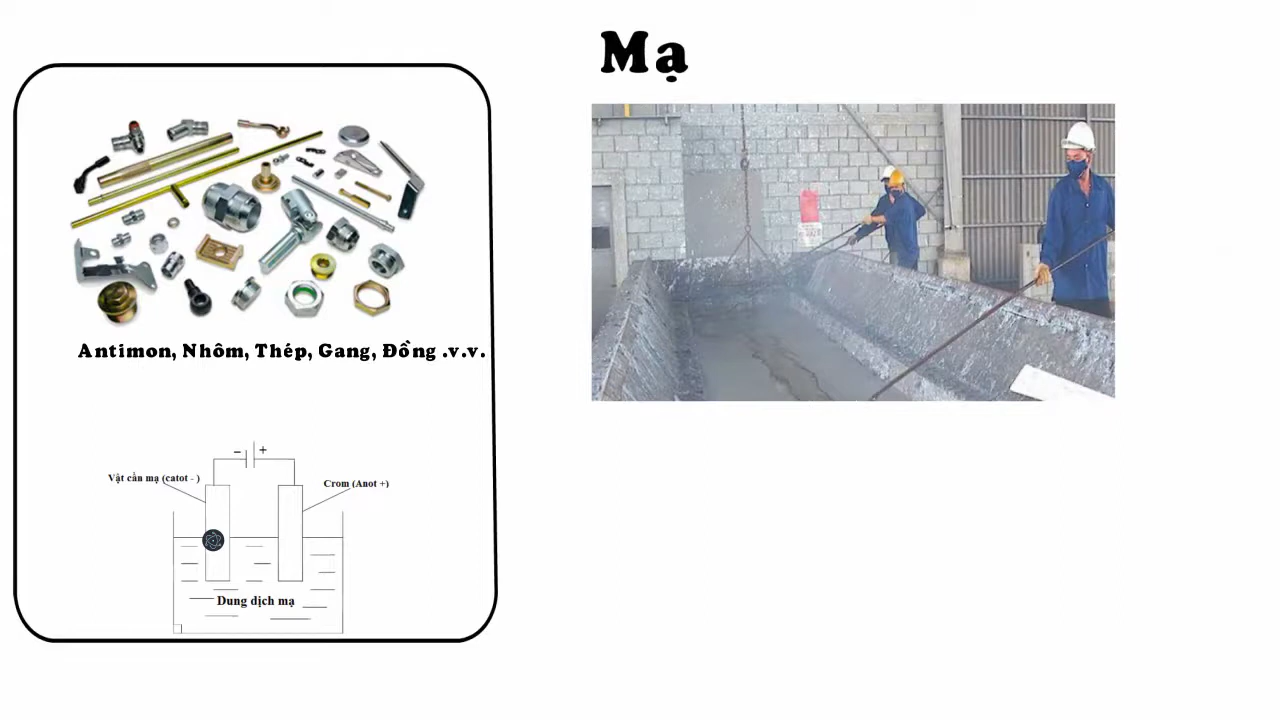 Mạ
Antimon, Nhôm, Thép, Gang, Đồng .v.v.
− +
Vật cần mạ (catot - )
Crom (Anot +)
Dung dịch mạ